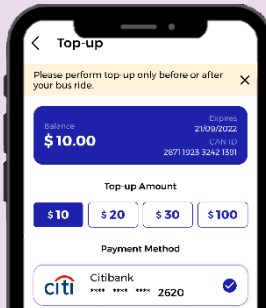 Top-up
Please perform top-up only before or after
your bus ride.
Balance
$10.00
Expires
21/09/2022
CAN ID
2871 1923 3242 1391
Top-up Amount
$10 $20 $30 $100
Payment Method
citi
Citibank
**** **** **** 2620